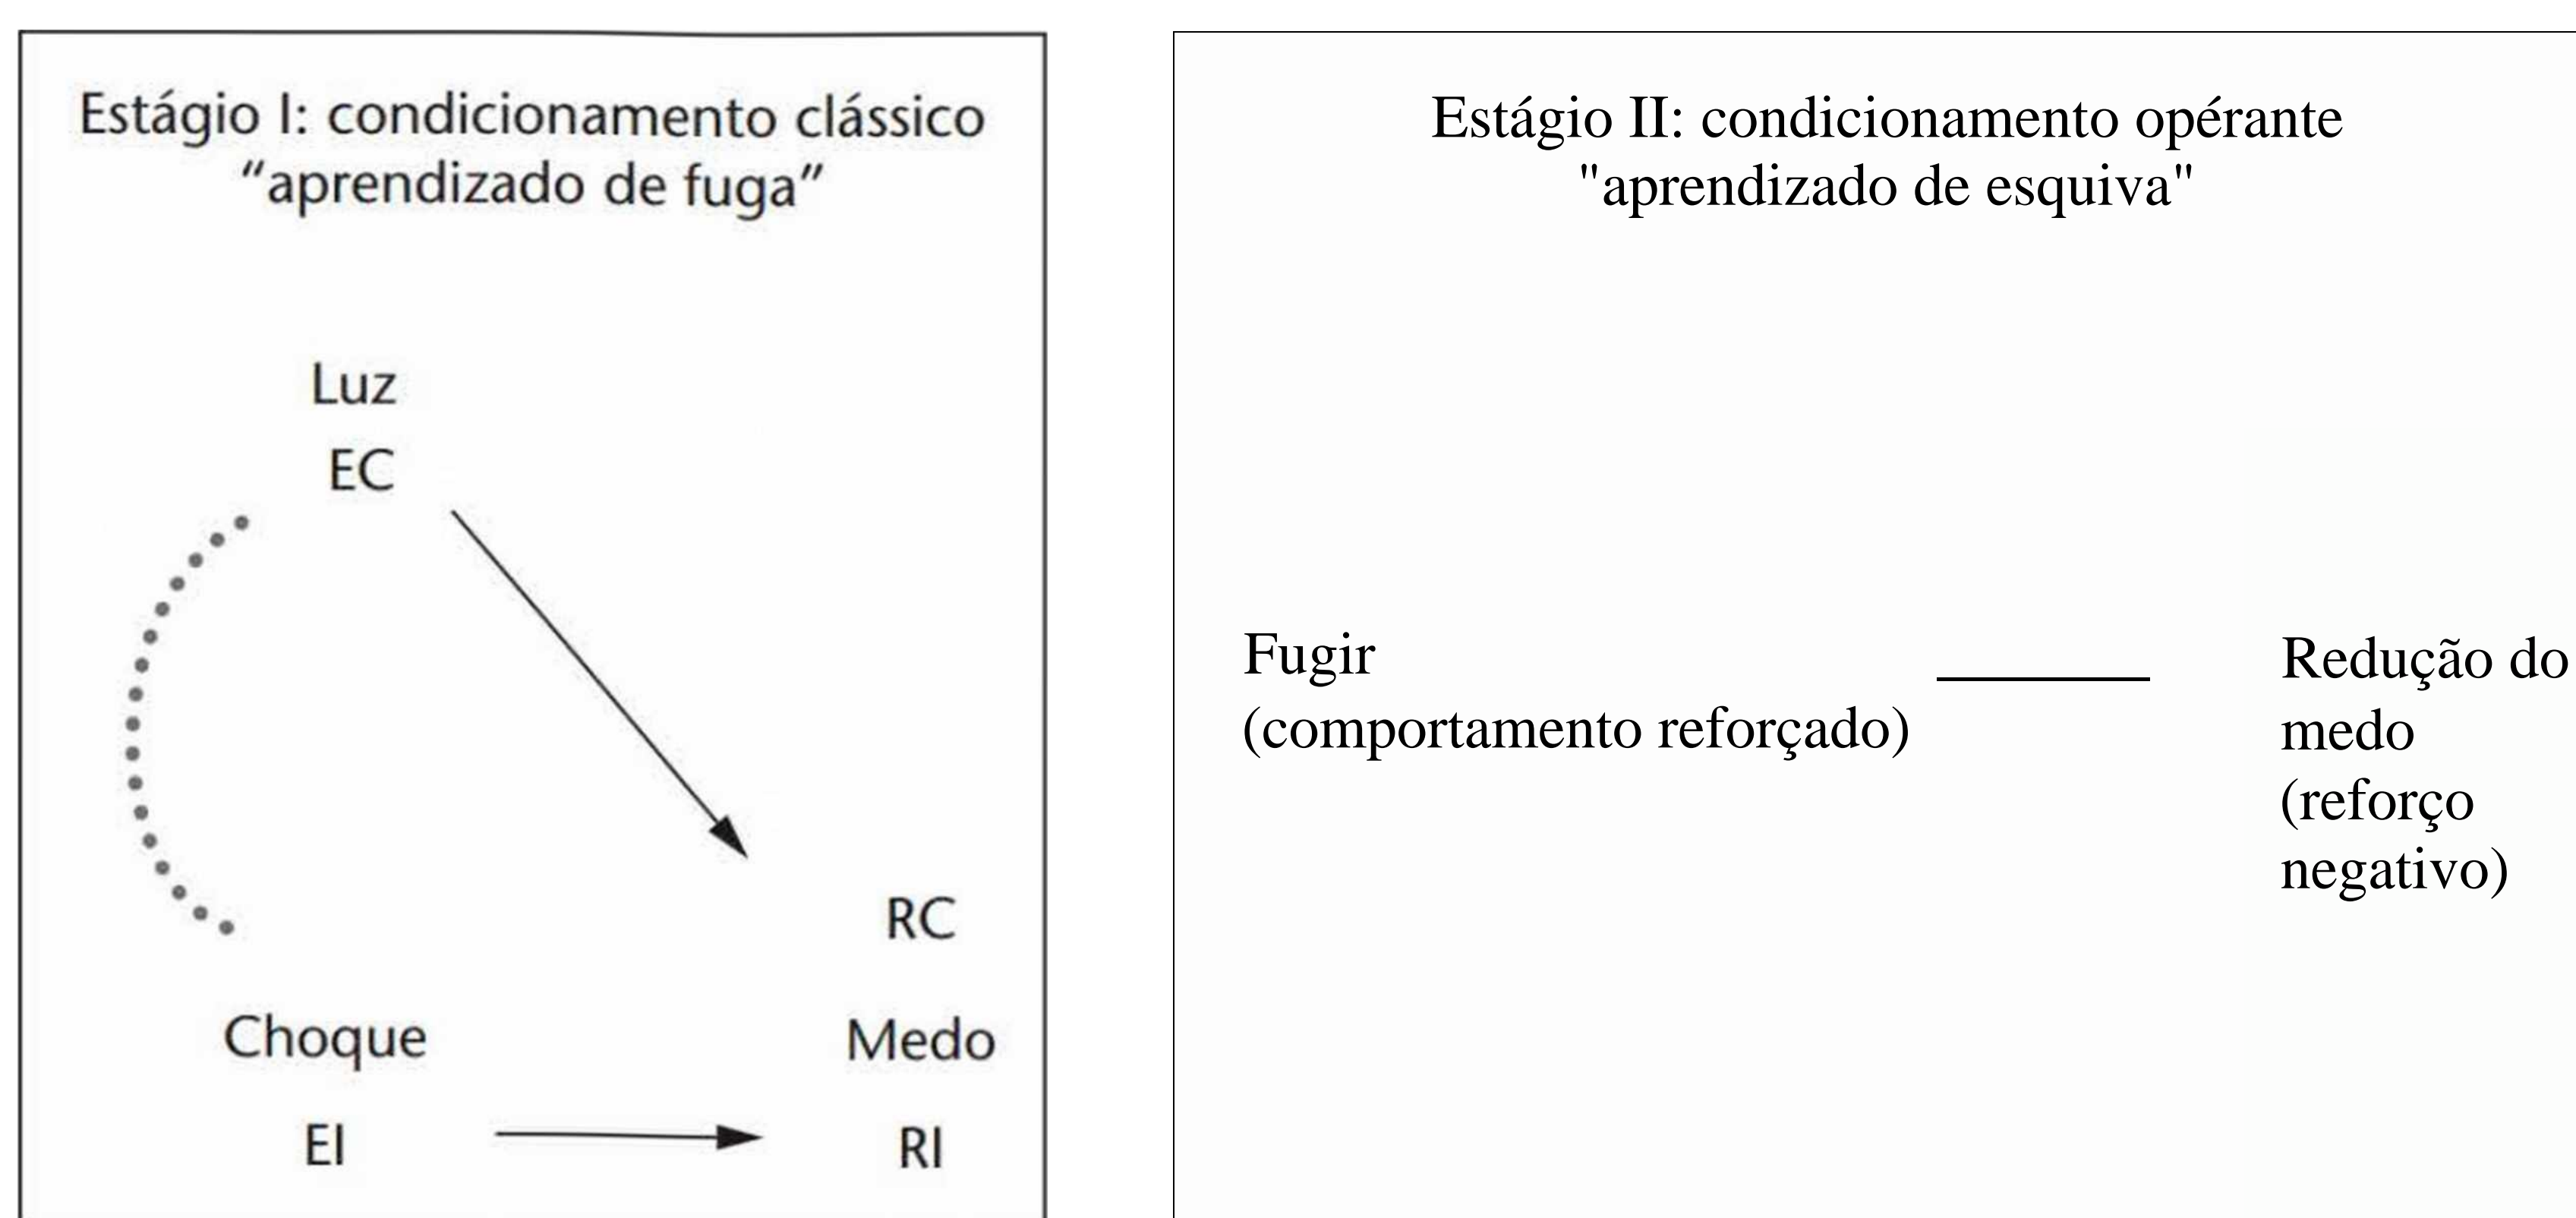 Estágio I: condicionamento clássico
“aprendizado de fuga”
Luz
EC
RC
Choque
Medo
EI
RI
Estágio II: condicionamento opérante
"aprendizado de esquiva"
Fugir
(comportamento reforçado)
Redução do
medo
(reforço
negativo)